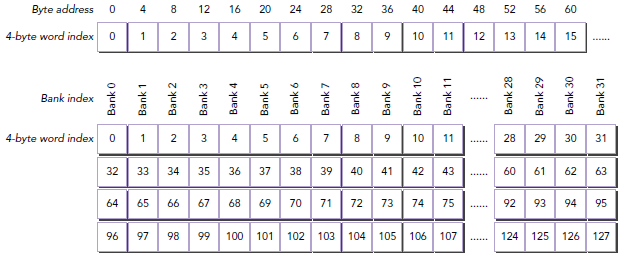 Byte address 0 4 8 12 16 20 24 28 32 36 40 44 48 52 56 60
4-byte word index 0 1 2 3 4 5 6 7 8 9 10 11 12 13 14 15 ......
Bank index Bank 0 Bank 1 Bank 2 Bank 3 Bank 4 Bank 5 Bank 6 Bank 7 Bank 8 Bank 9 Bank 10 Bank 11 ...... Bank 28 Bank 29 Bank 30 Bank 31
4-byte word index 0 1 2 3 4 5 6 7 8 9 10 11 ...... 28 29 30 31
32 33 34 35 36 37 38 39 40 41 42 43 ...... 60 61 62 63
64 65 66 67 68 69 70 71 72 73 74 75 ...... 92 93 94 95
96 97 98 99 100 101 102 103 104 105 106 107 ...... 124 125 126 127